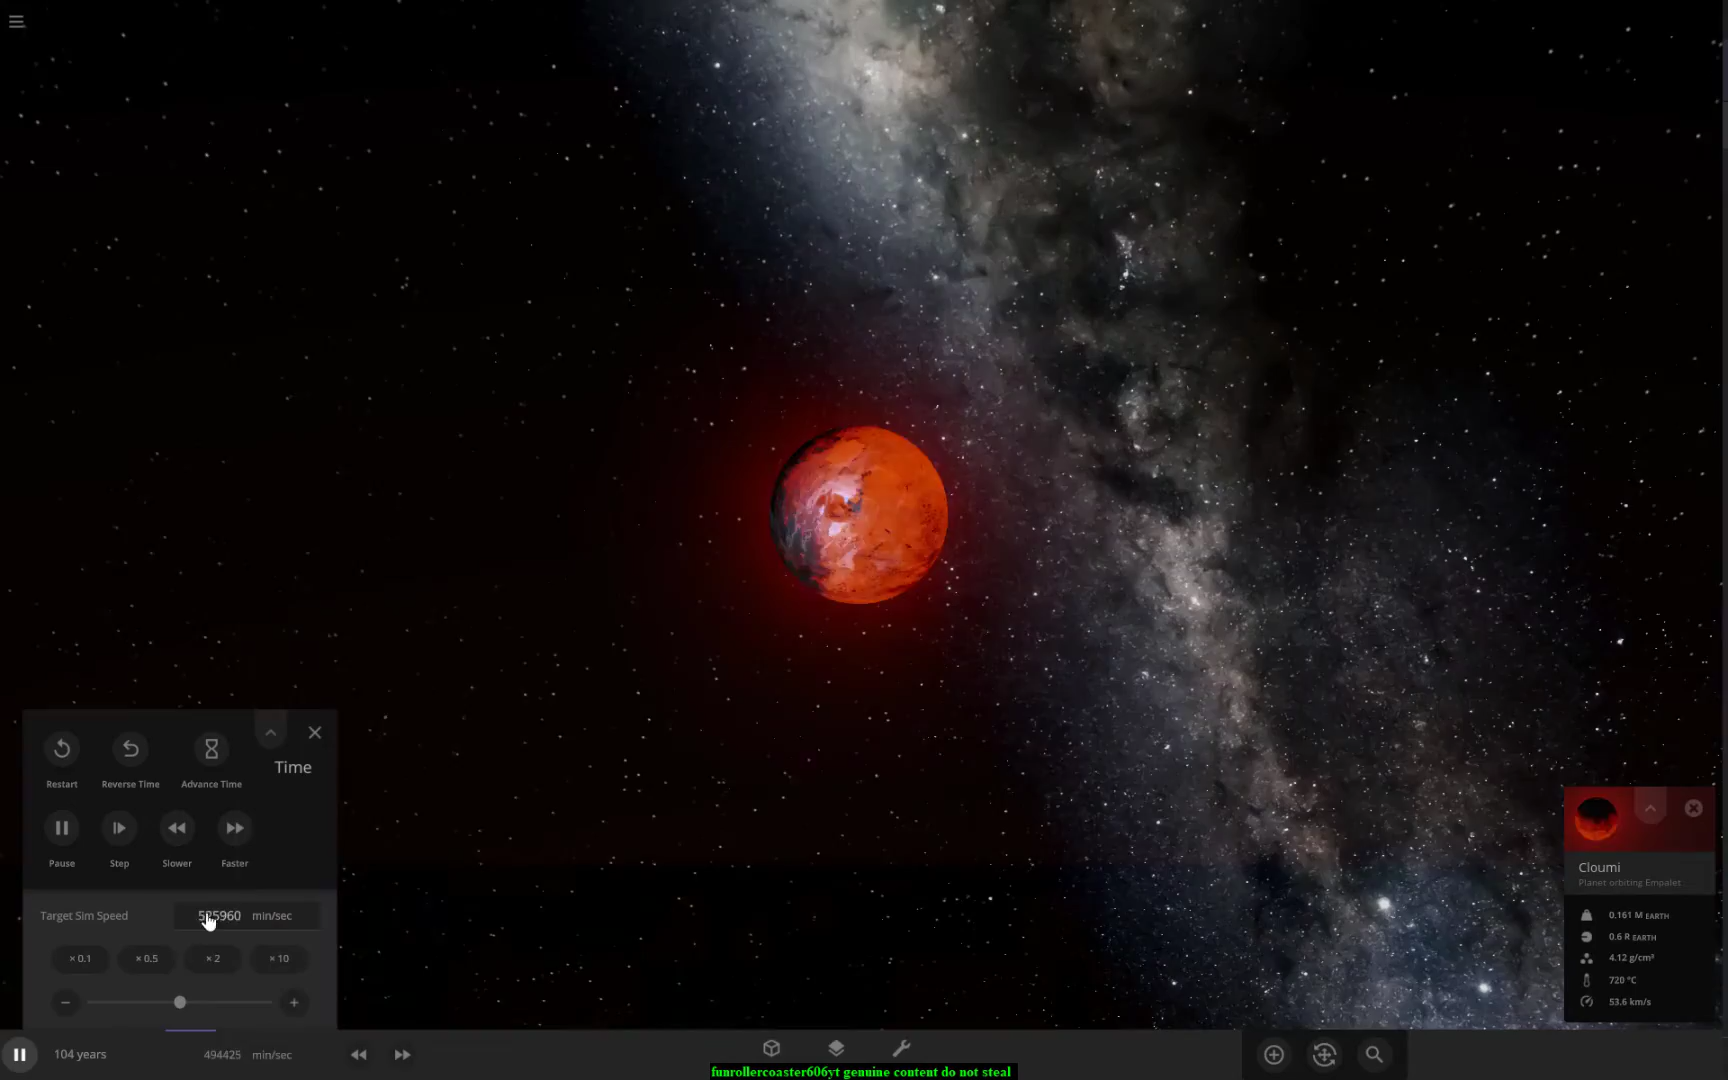 Restart
Reverse Time
Advance Time
Time
Pause
Step
Slower
Faster
Target Sim Speed
525960 min/sec
× 0.1
× 0.5
× 2
× 10
104 years
494425 min/sec
Cloumi
Planet orbiting Empalet
0.161 M EARTH
0.6 R EARTH
4.12 g/cm³
720 °C
53.6 km/s
funrollercoaster606yt genuine content do not steal